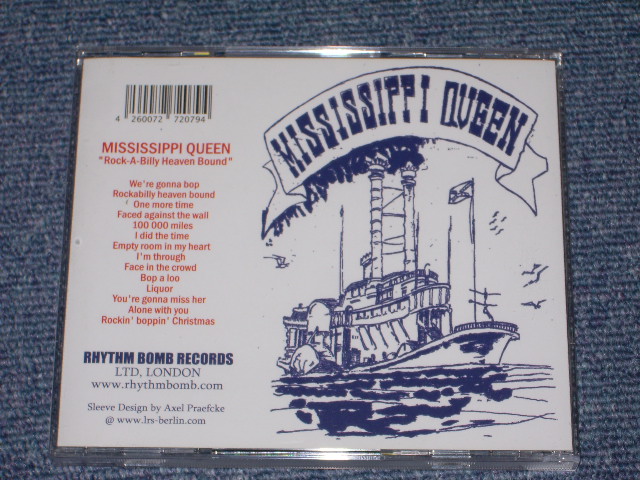 4 260072 720794
MISSISSIPPI QUEEN
"Rock-A-Billy Heaven Bound"
We're gonna bop
Rockabilly heaven bound
One more time
Faced against the wall
100 000 miles
I did the time
Empty room in my heart
I'm through
Face in the crowd
Bop a loo
Liquor
You're gonna miss her
Alone with you
Rockin' boppin' Christmas
RHYTHM BOMB RECORDS
LTD, LONDON
www.rhythmbomb.com
Sleeve Design by Axel Praefcke
@ www.lrs-berlin.com
MISSISSIPPI QUEEN